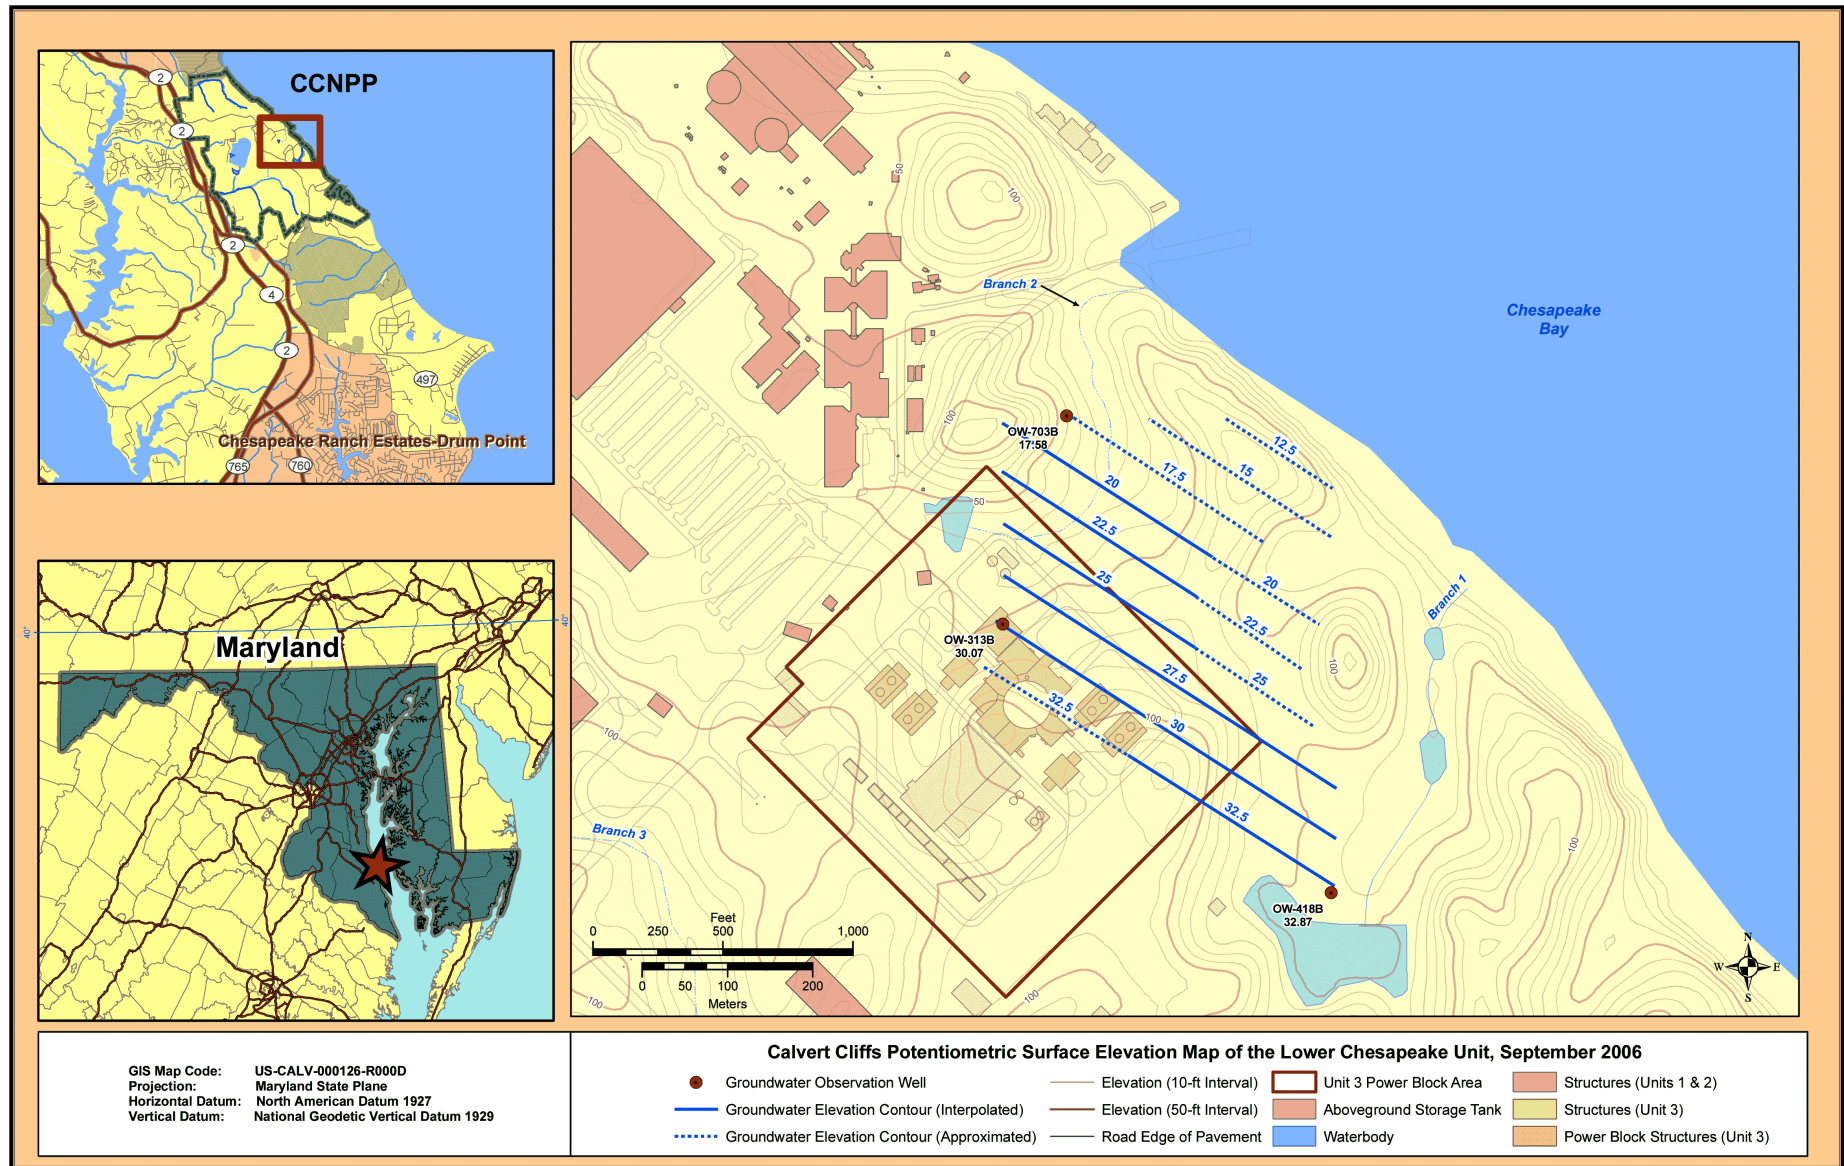 CCNPP
2
2
2
4
2
497
Chesapeake Ranch Estates-Drum Point
765
760
40°
40°
Maryland
50
100
Branch 2
Chesapeake
Bay
100
OW-703B
17.58
12.5
15
17.5
20
50
22.5
25
20
22.5
Branch 1
OW-313B
30.07
27.5
25
100
32.5
100
30
100
32.5
Branch 3
100
OW-418B
32.87
Feet
0 250 500 1,000
0 50 100 200
Meters
100
100
N
W E
S
GIS Map Code: US-CALV-000126-R000D
Projection: Maryland State Plane
Horizontal Datum: North American Datum 1927
Vertical Datum: National Geodetic Vertical Datum 1929
Calvert Cliffs Potentiometric Surface Elevation Map of the Lower Chesapeake Unit, September 2006
Groundwater Observation Well
Groundwater Elevation Contour (Interpolated)
Groundwater Elevation Contour (Approximated)
Elevation (10-ft Interval)
Elevation (50-ft Interval)
Road Edge of Pavement
Unit 3 Power Block Area
Aboveground Storage Tank
Waterbody
Structures (Units 1 & 2)
Structures (Unit 3)
Power Block Structures (Unit 3)